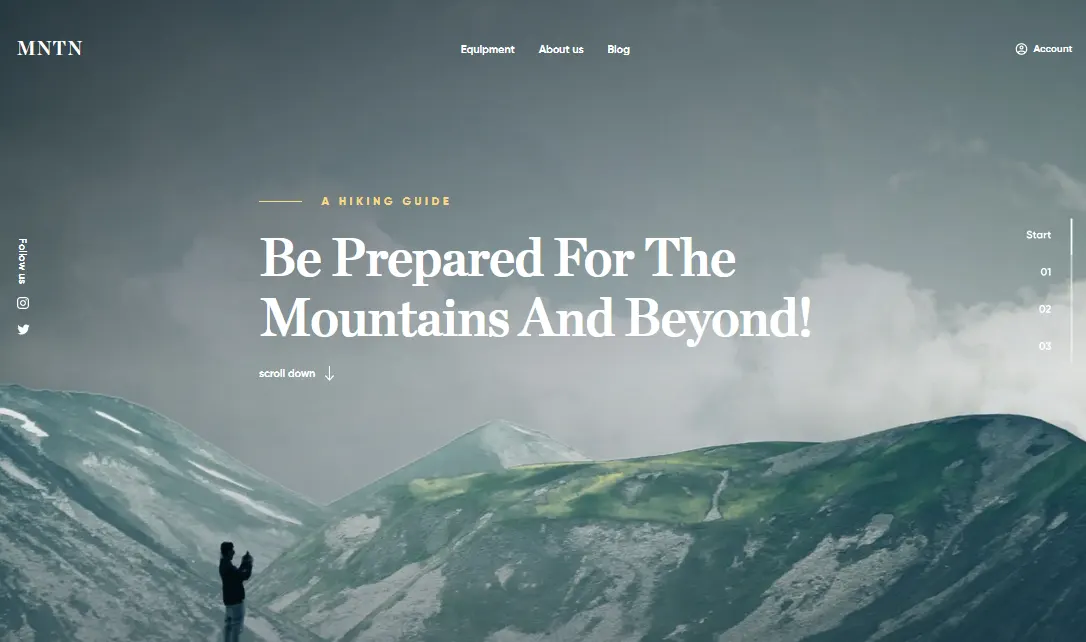 MNTN
Equipment
About us
Blog
Account
A HIKING GUIDE
Be Prepared For The
Mountains And Beyond!
scroll down
Follow us
Start
01
02
03